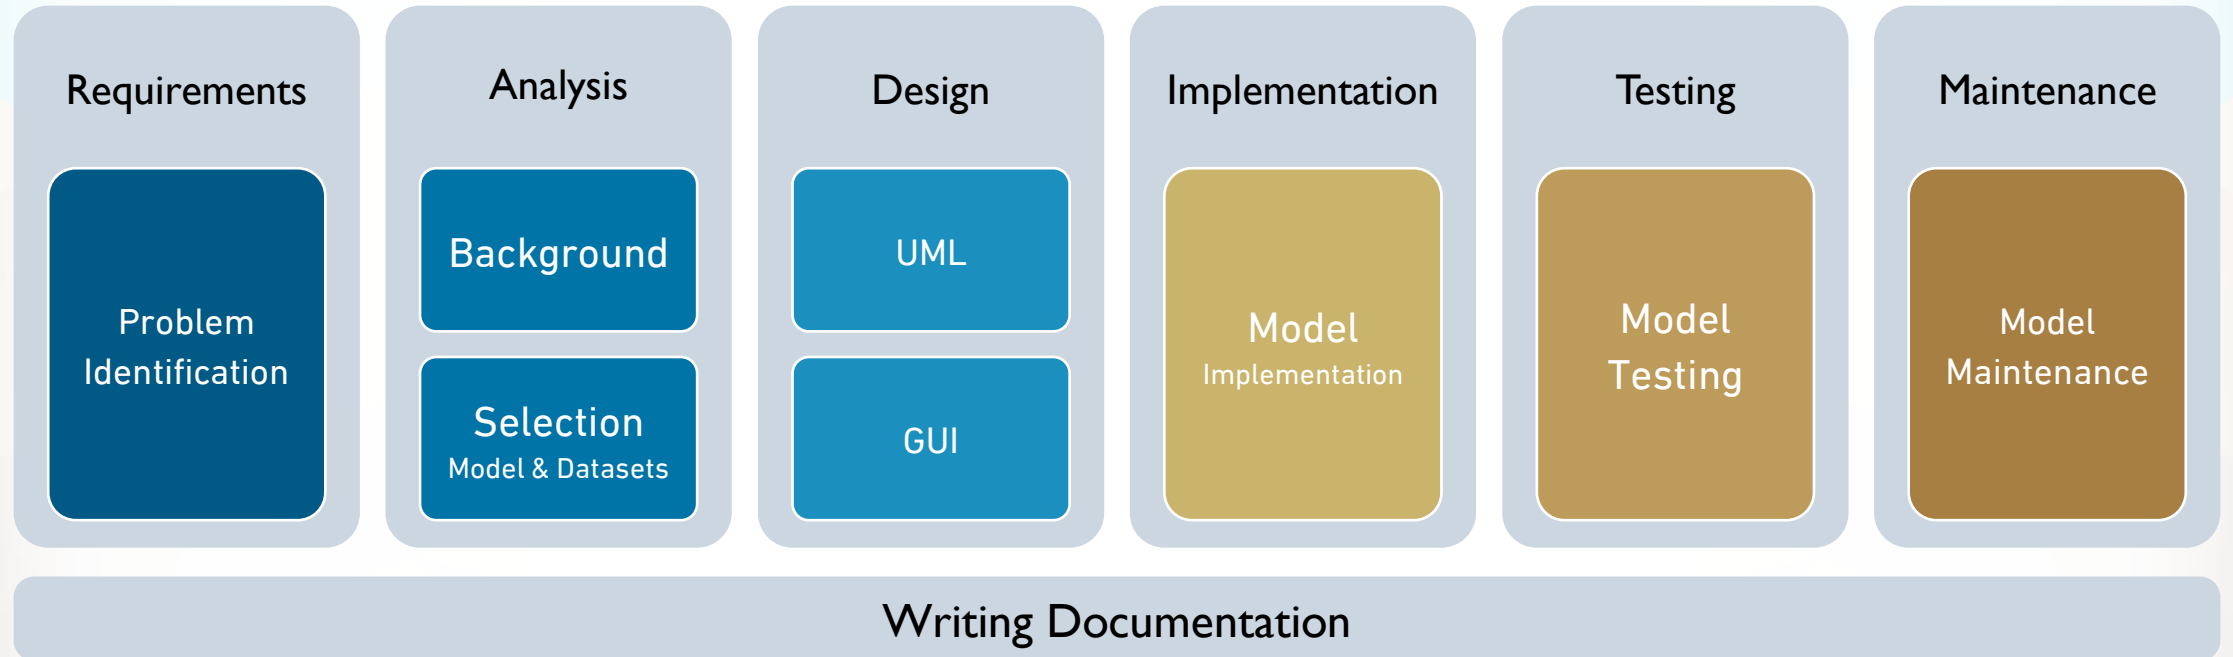 Requirements
Problem
Identification
Analysis
Background
Selection
Model & Datasets
Design
UML
GUI
Implementation
Model
Implementation
Testing
Model
Testing
Maintenance
Model
Maintenance
Writing Documentation